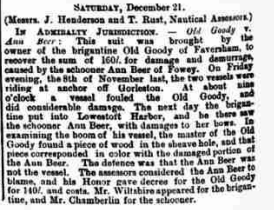 SATURDAY, December 21.
(Messrs. J. Henderson and T. Rust, Nautical Assessors.)
IN ADMIRALTY JURISDICTION. — Old Goody v.
Ann Beer: This suit was brought by the
owner of the brigantine Old Goody of Faversham, to
recover the sum of 160l. for damage and demurrage,
caused by the schooner Ann Beer of Fowey. On Friday
evening, the 8th of November last, the two vessels were
riding at anchor off Gorleston. At about nine
o'clock a vessel fouled the Old Goody, and
did considerable damage. The next day the brigan-
tine put into Lowestoft Harbor, and he there saw
the schooner Ann Beer, with damages to her bows. In
examining the boom of his vessel, the master of the Old
Goody found a piece of wood in the sheave hole, and that
piece corresponded in color with the damaged portion of
the Ann Beer. The defence was that the Ann Beer was
not the vessel. The assessors considered the Ann Beer to
blame, and his Honor gave decree for the Old Goody
for 140l. and costs. Mr. Wiltshire appeared for the brigan-
tine, and Mr. Chamberlin for the schooner.